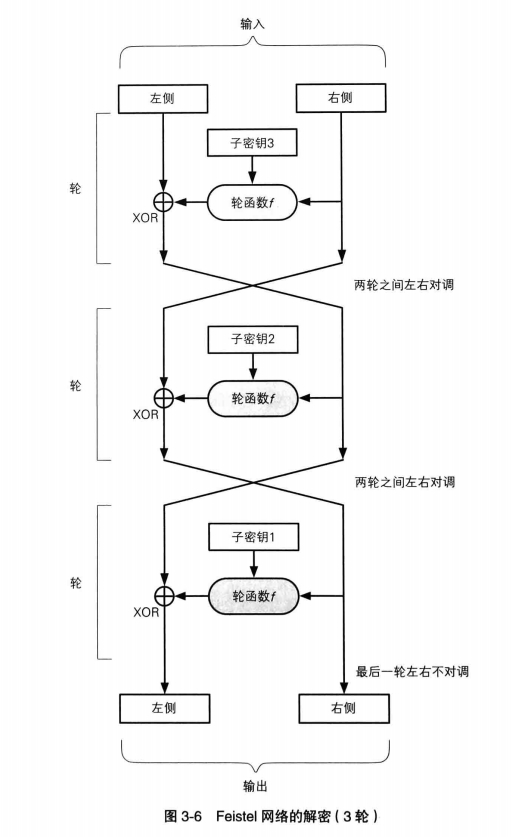 输入
左侧 右侧
子密钥3
轮 轮函数f
XOR
两轮之间左右对调
子密钥2
轮 轮函数f
XOR
两轮之间左右对调
子密钥1
轮 轮函数f
XOR
最后一轮左右不对调
左侧 右侧
输出
图 3-6 Feistel 网络的解密（3 轮）